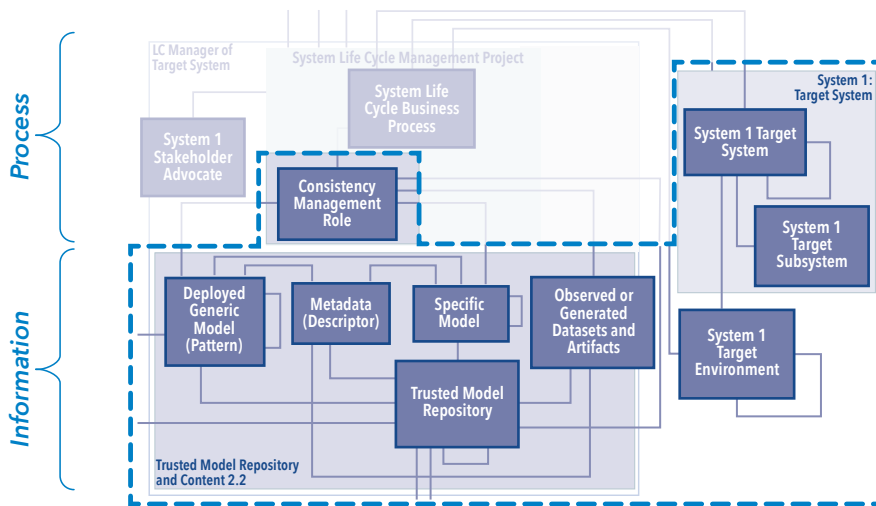 LC Manager of
Target System
System Life Cycle Management Project
System Life
Cycle Business
Process
System 1
Stakeholder
Advocate
Consistency
Management
Role
System 1:
Target System
System 1 Target
System
System 1
Target
Subsystem
System 1
Target
Environment
Process
Information
Deployed
Generic
Model
(Pattern)
Metadata
(Descriptor)
Specific
Model
Observed or
Generated
Datasets and
Artifacts
Trusted Model
Repository
Trusted Model Repository
and Content 2.2